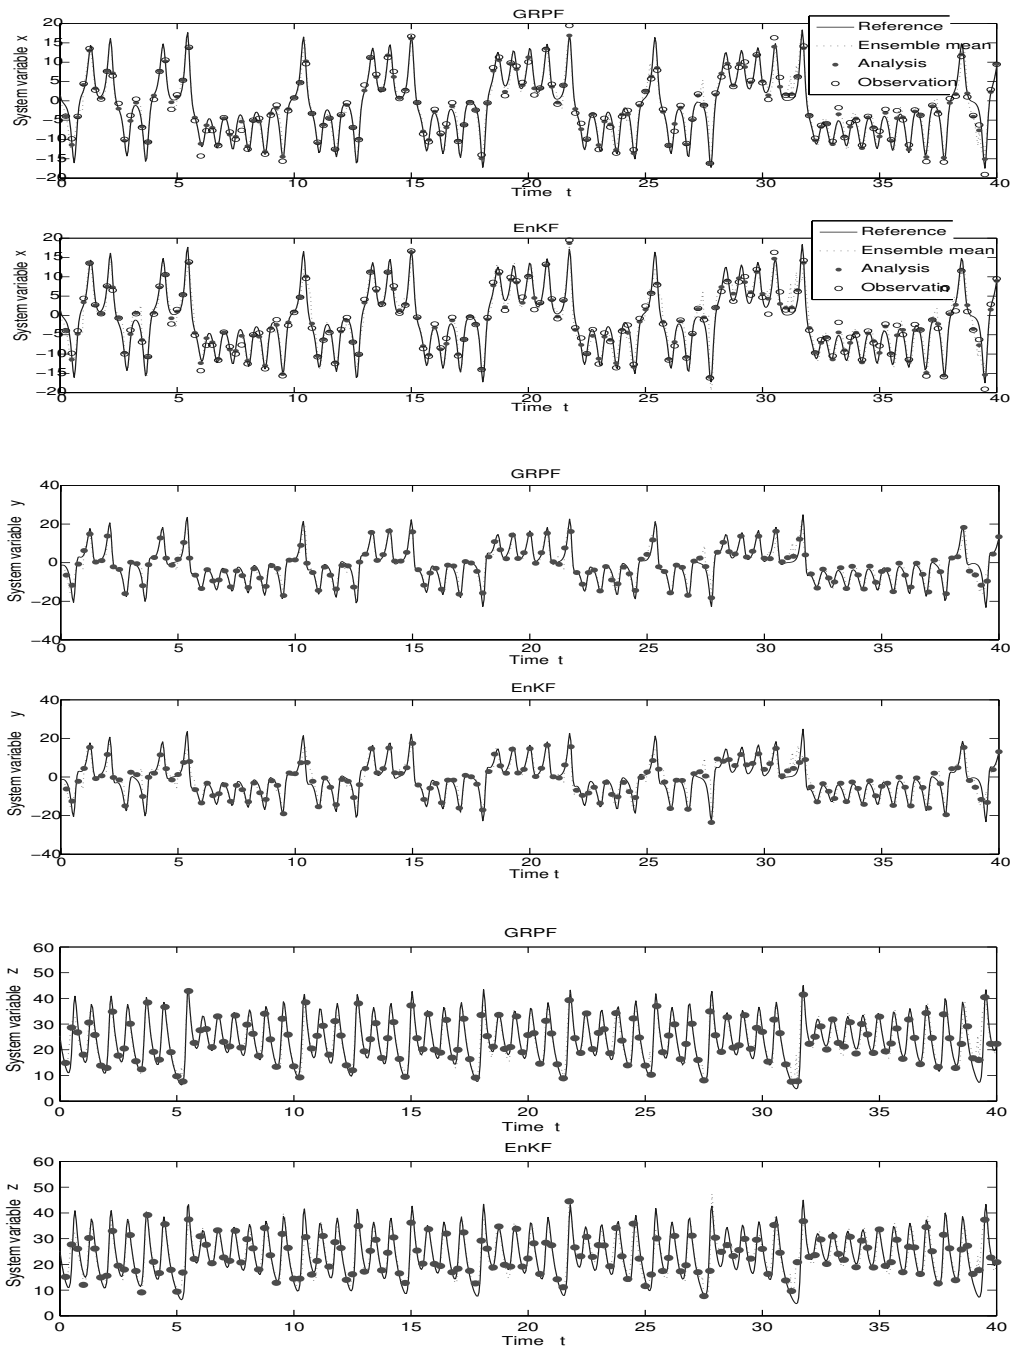 GRPF
System variable x
20
15
10
5
0
−5
−10
−15
−20
0 5 10 15 20 25 30 35 40
Time t
Reference
Ensemble mean
Analysis
Observation
EnKF
System variable x
20
15
10
5
0
−5
−10
−15
−20
0 5 10 15 20 25 30 35 40
Time t
Reference
Ensemble mean
Analysis
Observation
GRPF
System variable y
40
20
0
−20
−40
0 5 10 15 20 25 30 35 40
Time t
EnKF
System variable y
40
20
0
−20
−40
0 5 10 15 20 25 30 35 40
Time t
GRPF
System variable z
60
50
40
30
20
10
0
0 5 10 15 20 25 30 35 40
Time t
EnKF
System variable z
60
50
40
30
20
10
0
0 5 10 15 20 25 30 35 40
Time t